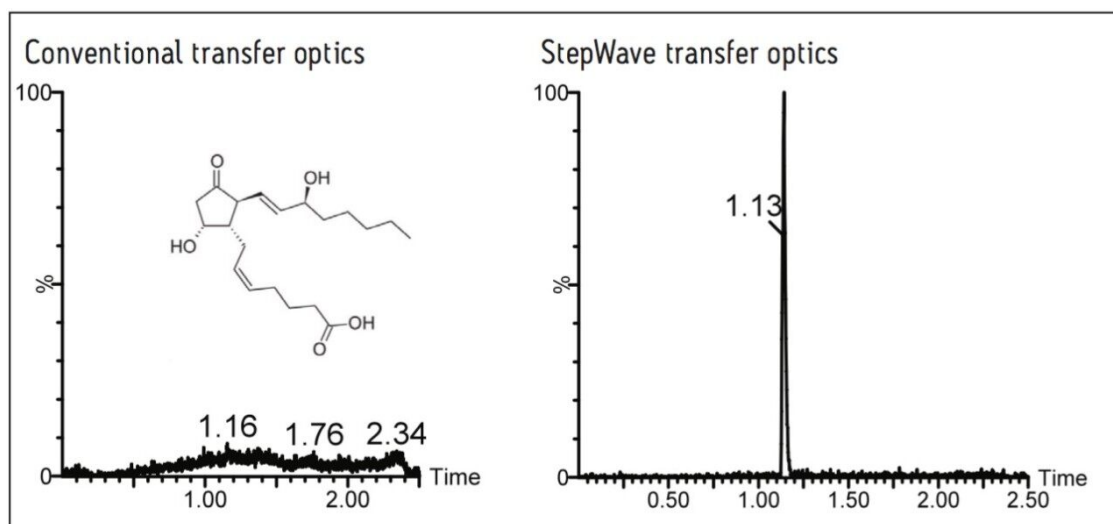 Conventional transfer optics
100
%
0
1.16
1.76
2.34
1.00
2.00
Time
O
OH
HO
OH
O
StepWave transfer optics
100
%
0
1.13
0.50
1.00
1.50
2.00
2.50
Time